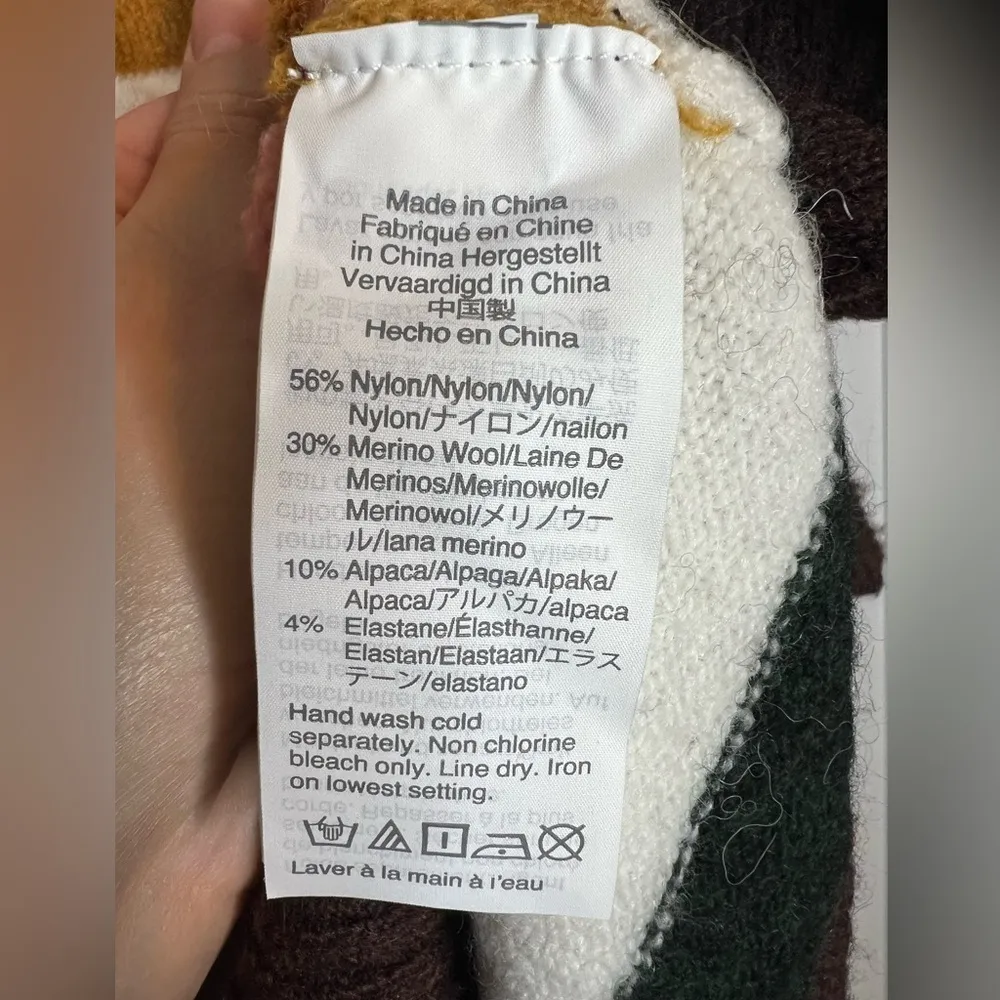 Made in China
Fabriqué en Chine
in China Hergestellt
Vervaardigd in China
中国製
Hecho en China
56% Nylon/Nylon/Nylon/
Nylon/ナイロン/nailon
30% Merino Wool/Laine De
Merinos/Merinowolle/
Merinowol/メリノウー
ル/lana merino
10% Alpaca/Alpaga/Alpaka/
Alpaca/アルパカ/alpaca
4% Elastane/Élasthanne/
Elastan/Elastaan/エラス
テーン/elastano
Hand wash cold
separately. Non chlorine
bleach only. Line dry. Iron
on lowest setting.
Laver à la main à l'eau